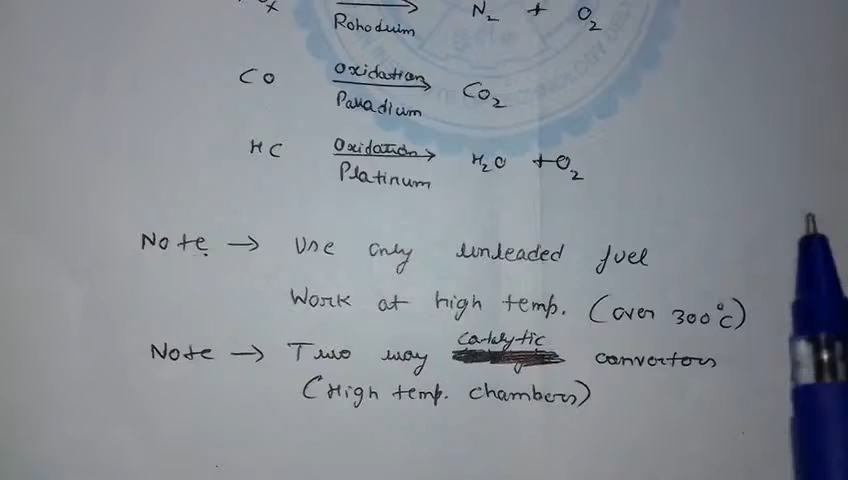 x → N2 + O2
Rohodium
CO Oxidation → CO2
Palladium
HC Oxidation → H2O + O2
Platinum
Note → Use only unleaded fuel
Work at high temp. (over 300°C)
Note → Two way catalytic convertors
(High temp. chambers)